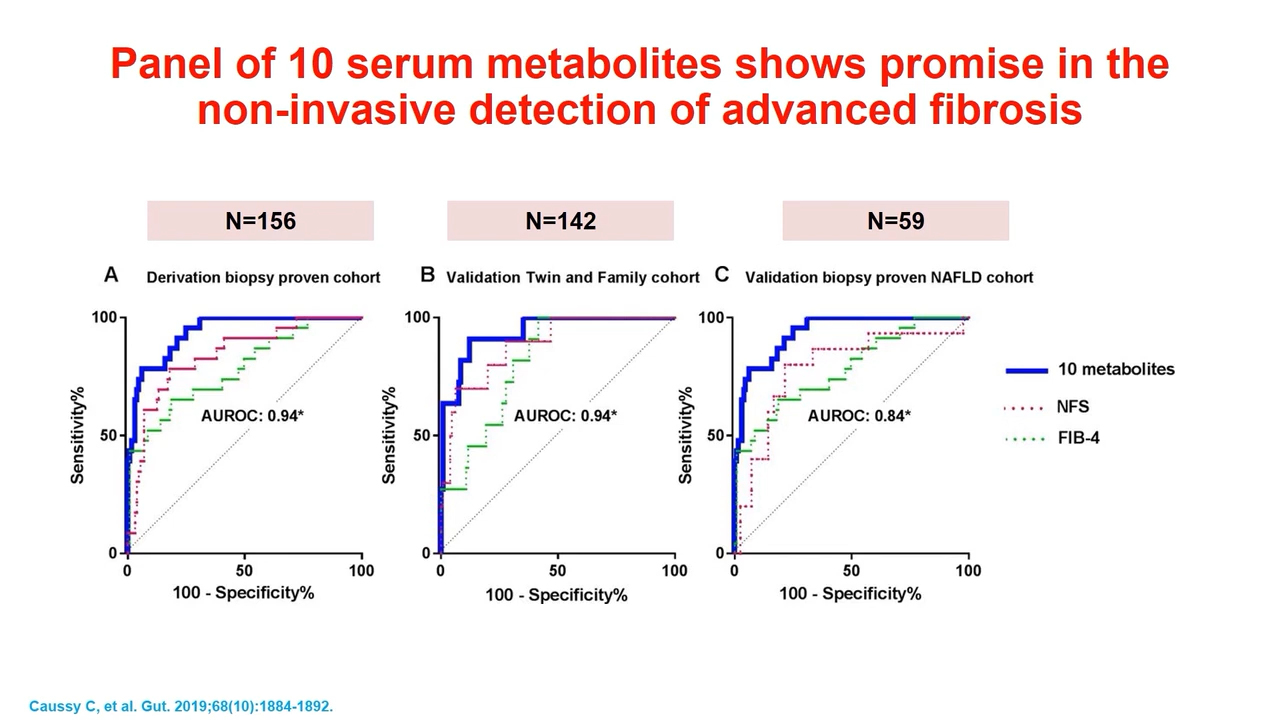 Panel of 10 serum metabolites shows promise in the
non-invasive detection of advanced fibrosis
N=156
N=142
N=59
A Derivation biopsy proven cohort
B Validation Twin and Family cohort
C Validation biopsy proven NAFLD cohort
100
50
0
Sensitivity%
AUROC: 0.94*
0 50 100
100 - Specificity%
100
50
0
Sensitivity%
AUROC: 0.94*
0 50 100
100 - Specificity%
100
50
0
Sensitivity%
AUROC: 0.84*
0 50 100
100 - Specificity%
10 metabolites
NFS
FIB-4
Caussy C, et al. Gut. 2019;68(10):1884-1892.